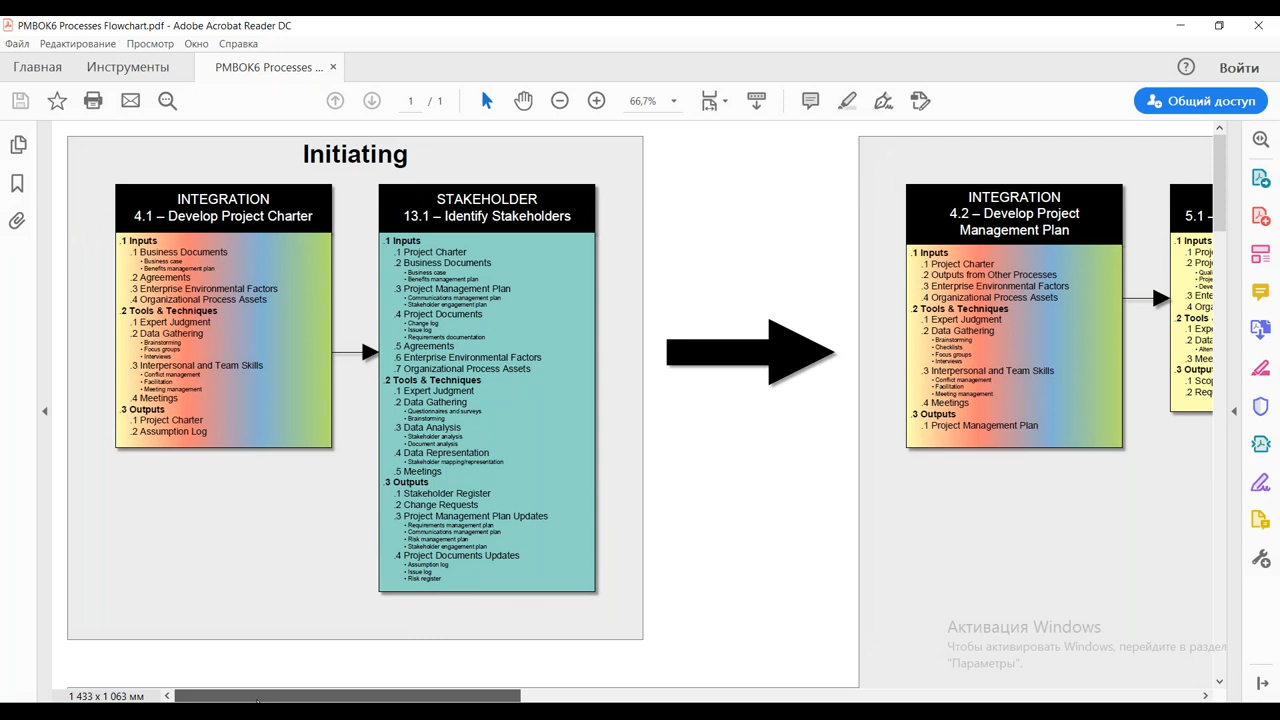 PMBOK6 Processes Flowchart.pdf - Adobe Acrobat Reader DC
Файл Редактирование Просмотр Окно Справка
Главная Инструменты PMBOK6 Processes ... × Войти
1 / 1 66,7% Общий доступ
Initiating
INTEGRATION
4.1 – Develop Project Charter
.1 Inputs
.1 Business Documents
• Business case
• Benefits management plan
.2 Agreements
.3 Enterprise Environmental Factors
.4 Organizational Process Assets
.2 Tools & Techniques
.1 Expert Judgment
.2 Data Gathering
• Brainstorming
• Focus groups
• Interviews
.3 Interpersonal and Team Skills
• Conflict management
• Facilitation
• Meeting management
.4 Meetings
.3 Outputs
.1 Project Charter
.2 Assumption Log
STAKEHOLDER
13.1 – Identify Stakeholders
.1 Inputs
.1 Project Charter
.2 Business Documents
• Business case
• Benefits management plan
.3 Project Management Plan
• Communications management plan
• Stakeholder engagement plan
.4 Project Documents
• Change log
• Issue log
• Requirements documentation
.5 Agreements
.6 Enterprise Environmental Factors
.7 Organizational Process Assets
.2 Tools & Techniques
.1 Expert Judgment
.2 Data Gathering
• Questionnaires and surveys
• Brainstorming
.3 Data Analysis
• Stakeholder analysis
• Document analysis
.4 Data Representation
• Stakeholder mapping/representation
.5 Meetings
.3 Outputs
.1 Stakeholder Register
.2 Change Requests
.3 Project Management Plan Updates
• Requirements management plan
• Communications management plan
• Risk management plan
• Stakeholder engagement plan
.4 Project Documents Updates
• Assumption log
• Issue log
• Risk register
INTEGRATION
4.2 – Develop Project
Management Plan
.1 Inputs
.1 Project Charter
.2 Outputs from Other Processes
.3 Enterprise Environmental Factors
.4 Organizational Process Assets
.2 Tools & Techniques
.1 Expert Judgment
.2 Data Gathering
• Brainstorming
• Checklists
• Focus groups
• Interviews
.3 Interpersonal and Team Skills
• Conflict management
• Facilitation
• Meeting management
.4 Meetings
.3 Outputs
.1 Project Management Plan
5.1 –
.1 Inputs
.2 Tools
Активация Windows
Чтобы активировать Windows, перейдите в раздел
"Параметры".
1 433 x 1 063 мм